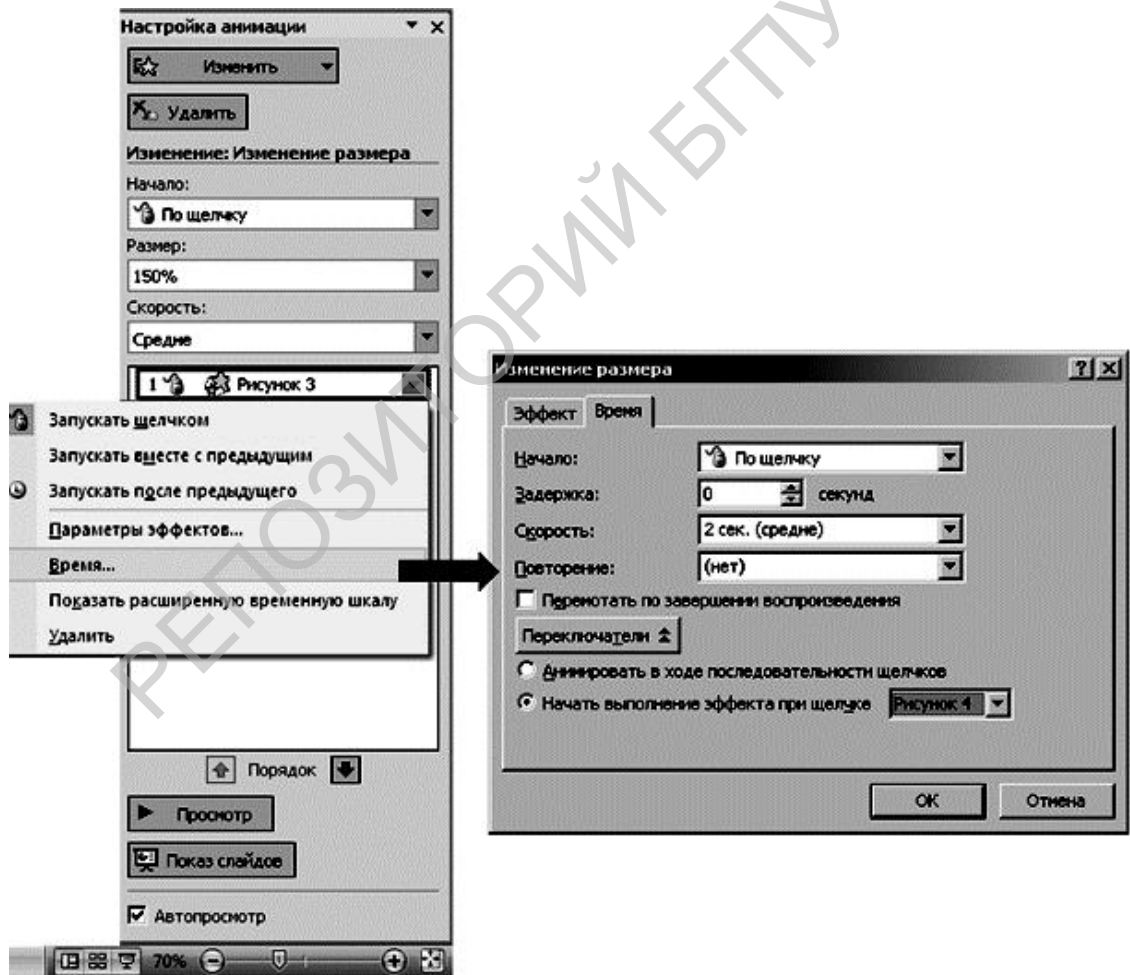 Настройка анимации
Изменить
Удалить
Изменение: Изменение размера
Начало:
По щелчку
Размер:
150%
Скорость:
Средне
1 Рисунок 3
Запускать щелчком
Запускать вместе с предыдущим
Запускать после предыдущего
Параметры эффектов...
Время...
Показать расширенную временную шкалу
Удалить
Порядок
Просмотр
Показ слайдов
Автопросмотр
70%
Изменение размера
Эффект Время
Начало: По щелчку
Задержка: 0 секунд
Скорость: 2 сек. (средне)
Повторение: (нет)
Перемотать по завершении воспроизведения
Переключатели
Анимировать в ходе последовательности щелчков
Начать выполнение эффекта при щелчке Рисунок 4
ОК Отмена
РЕПОЗИТОРИЙ БГПУ